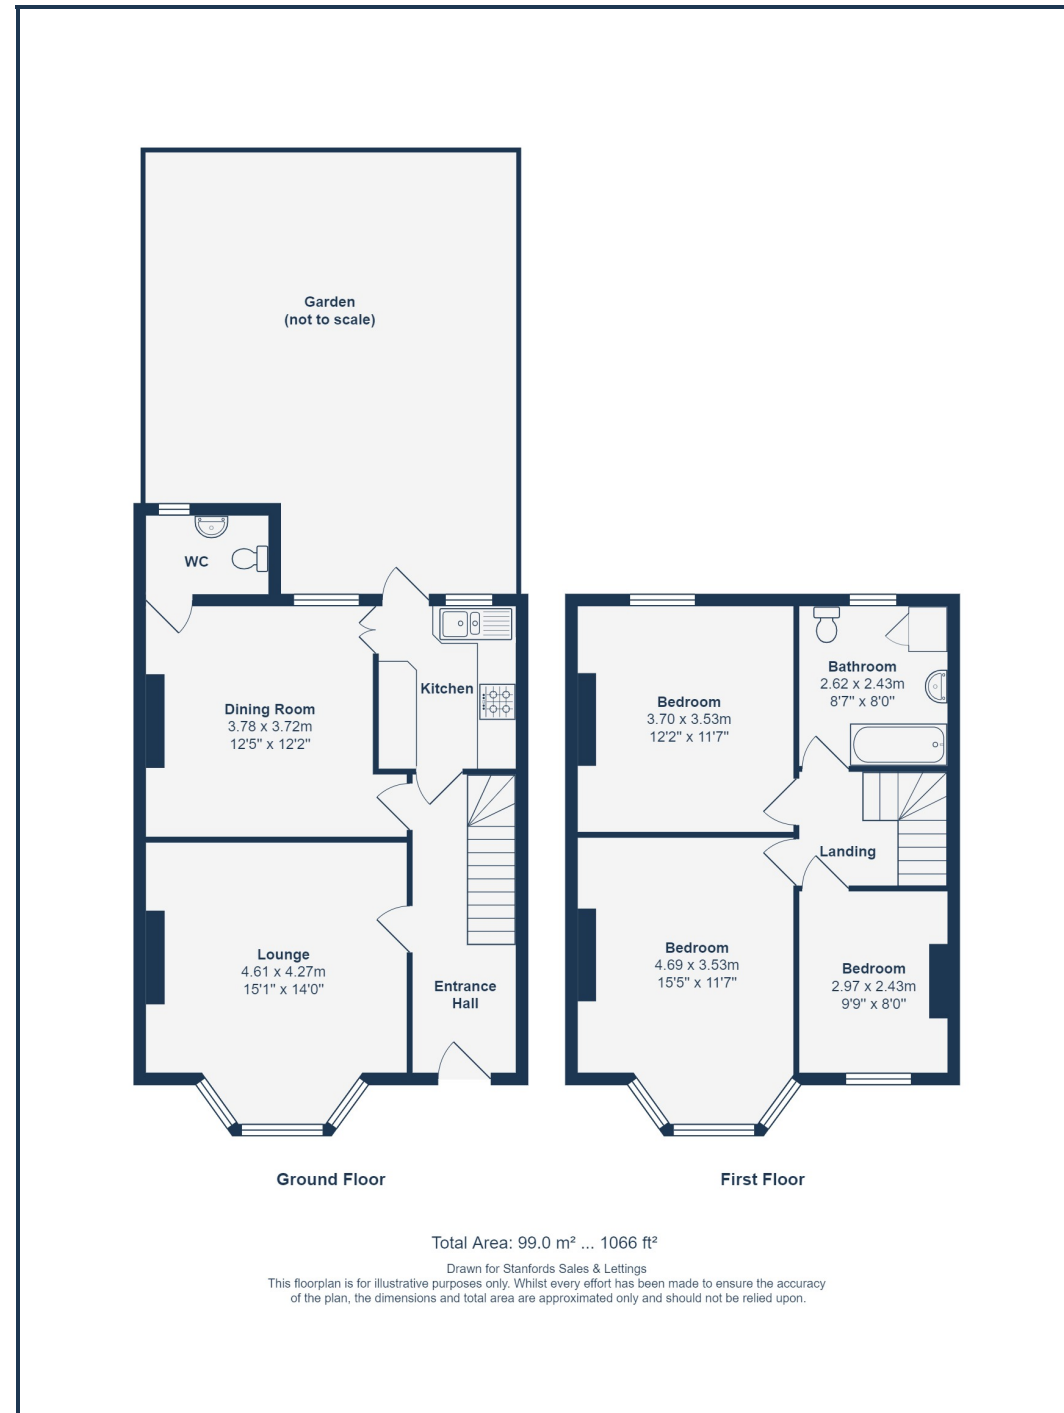 Garden
(not to scale)
WC
Kitchen
Dining Room
3.78 x 3.72m
12'5" x 12'2"
Lounge
4.61 x 4.27m
15'1" x 14'0"
Entrance
Hall
Ground Floor
Bedroom
3.70 x 3.53m
12'2" x 11'7"
Bathroom
2.62 x 2.43m
8'7" x 8'0"
Landing
Bedroom
4.69 x 3.53m
15'5" x 11'7"
Bedroom
2.97 x 2.43m
9'9" x 8'0"
First Floor
Total Area: 99.0 m² ... 1066 ft²
Drawn for Stanfords Sales & Lettings
This floorplan is for illustrative purposes only. Whilst every effort has been made to ensure the accuracy
of the plan, the dimensions and total area are approximated only and should not be relied upon.